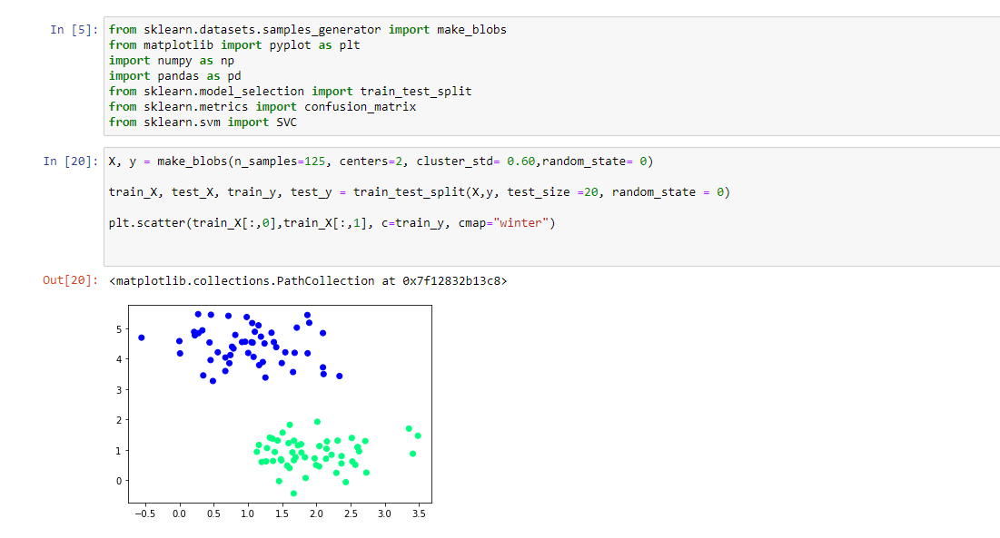 In [5]: from sklearn.datasets.samples_generator import make_blobs
from matplotlib import pyplot as plt
import numpy as np
import pandas as pd
from sklearn.model_selection import train_test_split
from sklearn.metrics import confusion_matrix
from sklearn.svm import SVC
In [20]: X, y = make_blobs(n_samples=125, centers=2, cluster_std= 0.60,random_state= 0)
train_X, test_X, train_y, test_y = train_test_split(X,y, test_size =20, random_state = 0)
plt.scatter(train_X[:,0],train_X[:,1], c=train_y, cmap="winter")
Out[20]: <matplotlib.collections.PathCollection at 0x7f12832b13c8>
5
4
3
2
1
0
−0.5 0.0 0.5 1.0 1.5 2.0 2.5 3.0 3.5